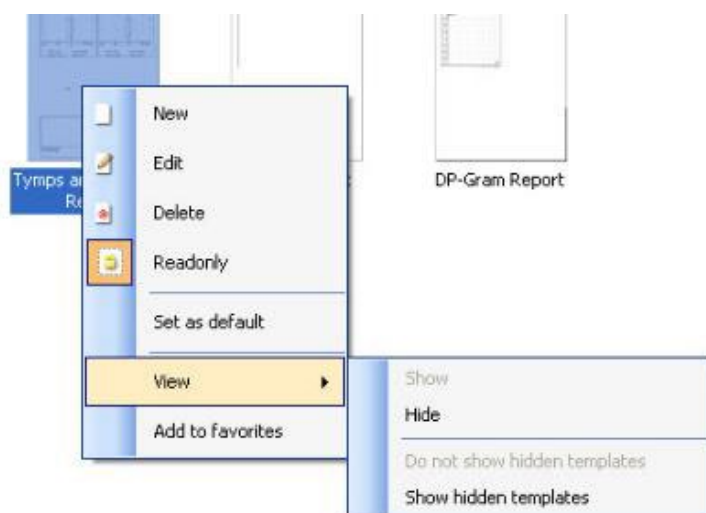 New
Edit
Tymps a
DP-Gram Report
Re
Delete
Readonly
Set as default
View
Show
Hide
Add to favorites
Do not show hidden templates
Show hidden templates